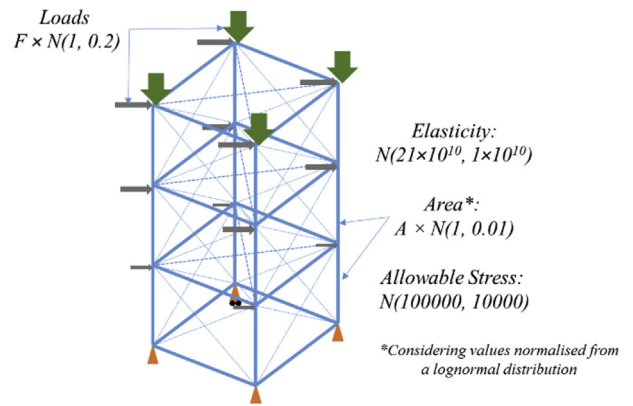 Loads
F × N(1, 0.2)
Elasticity:
N(21×10¹⁰, 1×10¹⁰)
Area*:
A × N(1, 0.01)
Allowable Stress:
N(100000, 10000)
*Considering values normalised from
a lognormal distribution